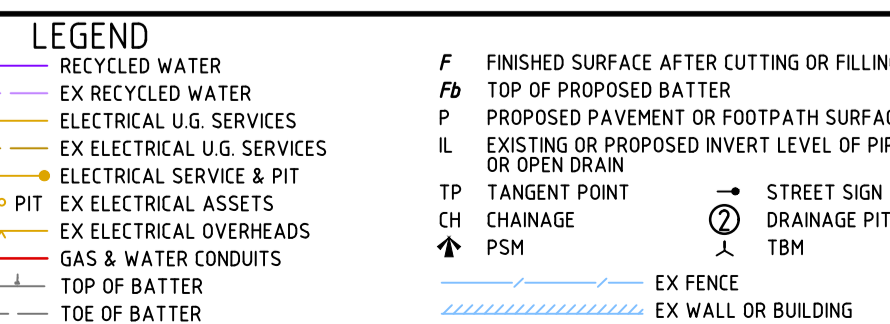 LEGEND
RECYCLED WATER
EX RECYCLED WATER
ELECTRICAL U.G. SERVICES
EX ELECTRICAL U.G. SERVICES
ELECTRICAL SERVICE & PIT
PIT EX ELECTRICAL ASSETS
EX ELECTRICAL OVERHEADS
GAS & WATER CONDUITS
TOP OF BATTER
TOE OF BATTER
F FINISHED SURFACE AFTER CUTTING OR FILLIN
Fb TOP OF PROPOSED BATTER
P PROPOSED PAVEMENT OR FOOTPATH SURFAC
IL EXISTING OR PROPOSED INVERT LEVEL OF PIP
OR OPEN DRAIN
TP TANGENT POINT STREET SIGN
CH CHAINAGE 2 DRAINAGE PIT
PSM TBM
EX FENCE
EX WALL OR BUILDING